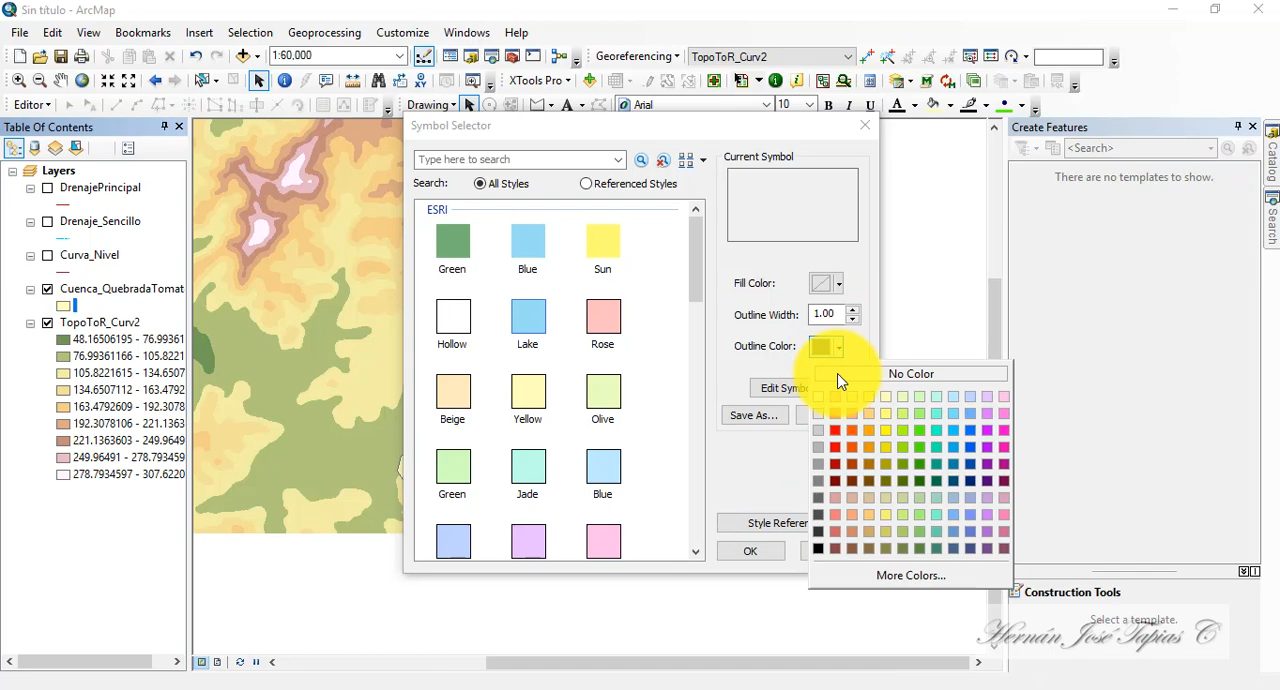 Sin título - ArcMap
File Edit View Bookmarks Insert Selection Geoprocessing Customize Windows Help
1:60,000 Georeferencing TopoToR_Curv2
XTools Pro SQL
Editor Drawing Arial 10 B I U A
Table Of Contents
Layers
DrenajePrincipal
Drenaje_Sencillo
Curva_Nivel
Cuenca_QuebradaTomat
TopoToR_Curv2
48.16506195 - 76.99361
76.99361166 - 105.8221
105.8221615 - 134.6507
134.6507112 - 163.4792
163.4792609 - 192.3078
192.3078106 - 221.1363
221.1363603 - 249.9649
249.96491 - 278.793459
278.7934597 - 307.6220
Symbol Selector
Type here to search
Search: All Styles Referenced Styles
ESRI
Green Blue Sun
Hollow Lake Rose
Beige Yellow Olive
Green Jade Blue
Current Symbol
Fill Color:
Outline Width: 1.00
Outline Color:
Edit Symb
Save As...
Style Referen
OK
No Color
More Colors...
Create Features
<Search>
There are no templates to show.
Construction Tools
Select a template.
Catalog
Search
Hernán José Tapias C